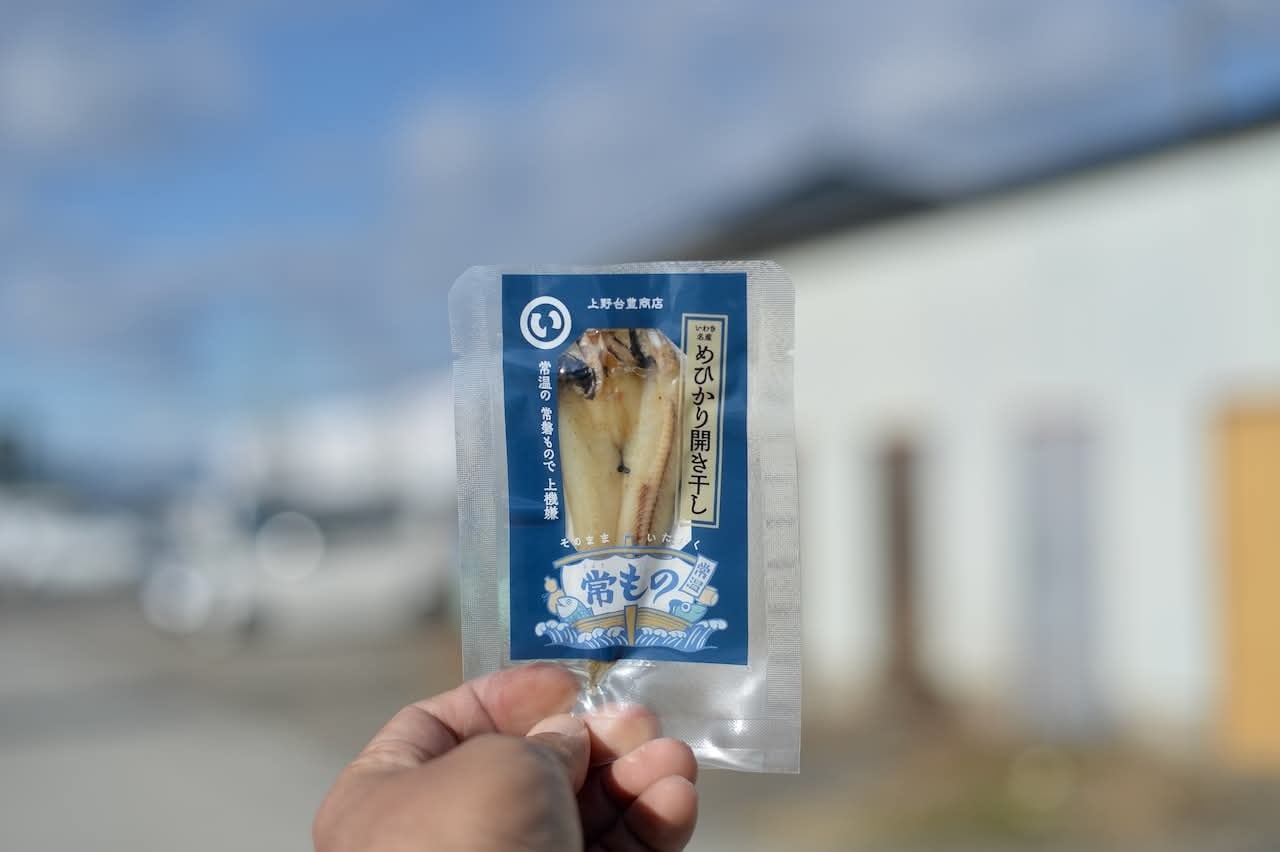 い
上野台豊商店
いわき
名産
めひかり開き干し
常温の 常磐もので 上機嫌
そのまま いただく
常もの
常温